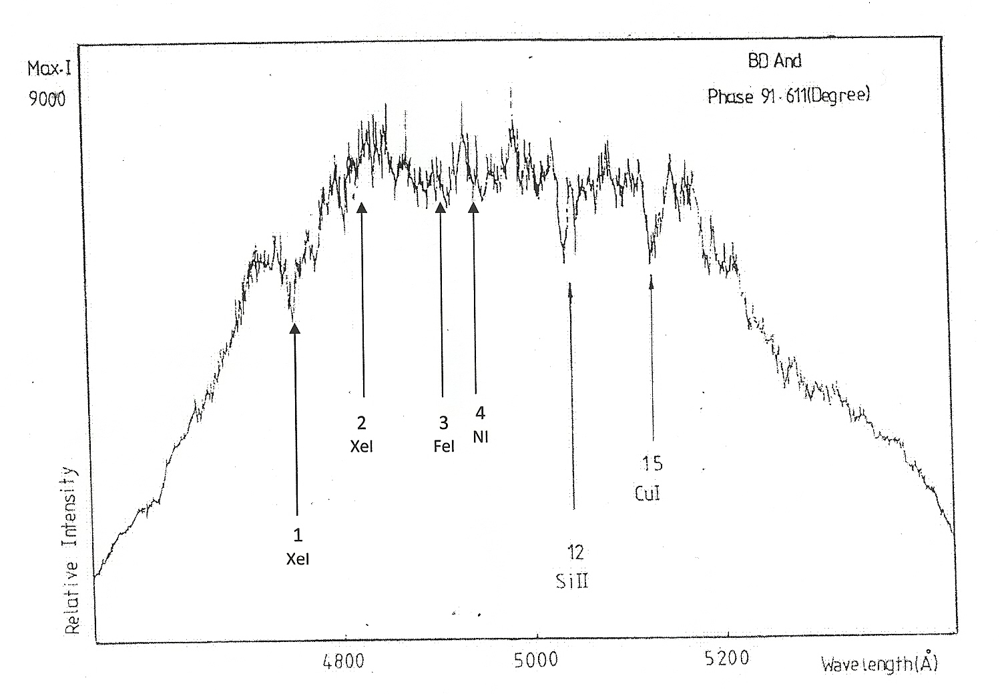 BD And
Max.I
Phase 91.611(Degree)
9000
4
2
3
NI
XeI
FeI
15
CuI
1
12
XeI
SiII
Relative Intensity
4800
5000
5200
Wavelength(Å)